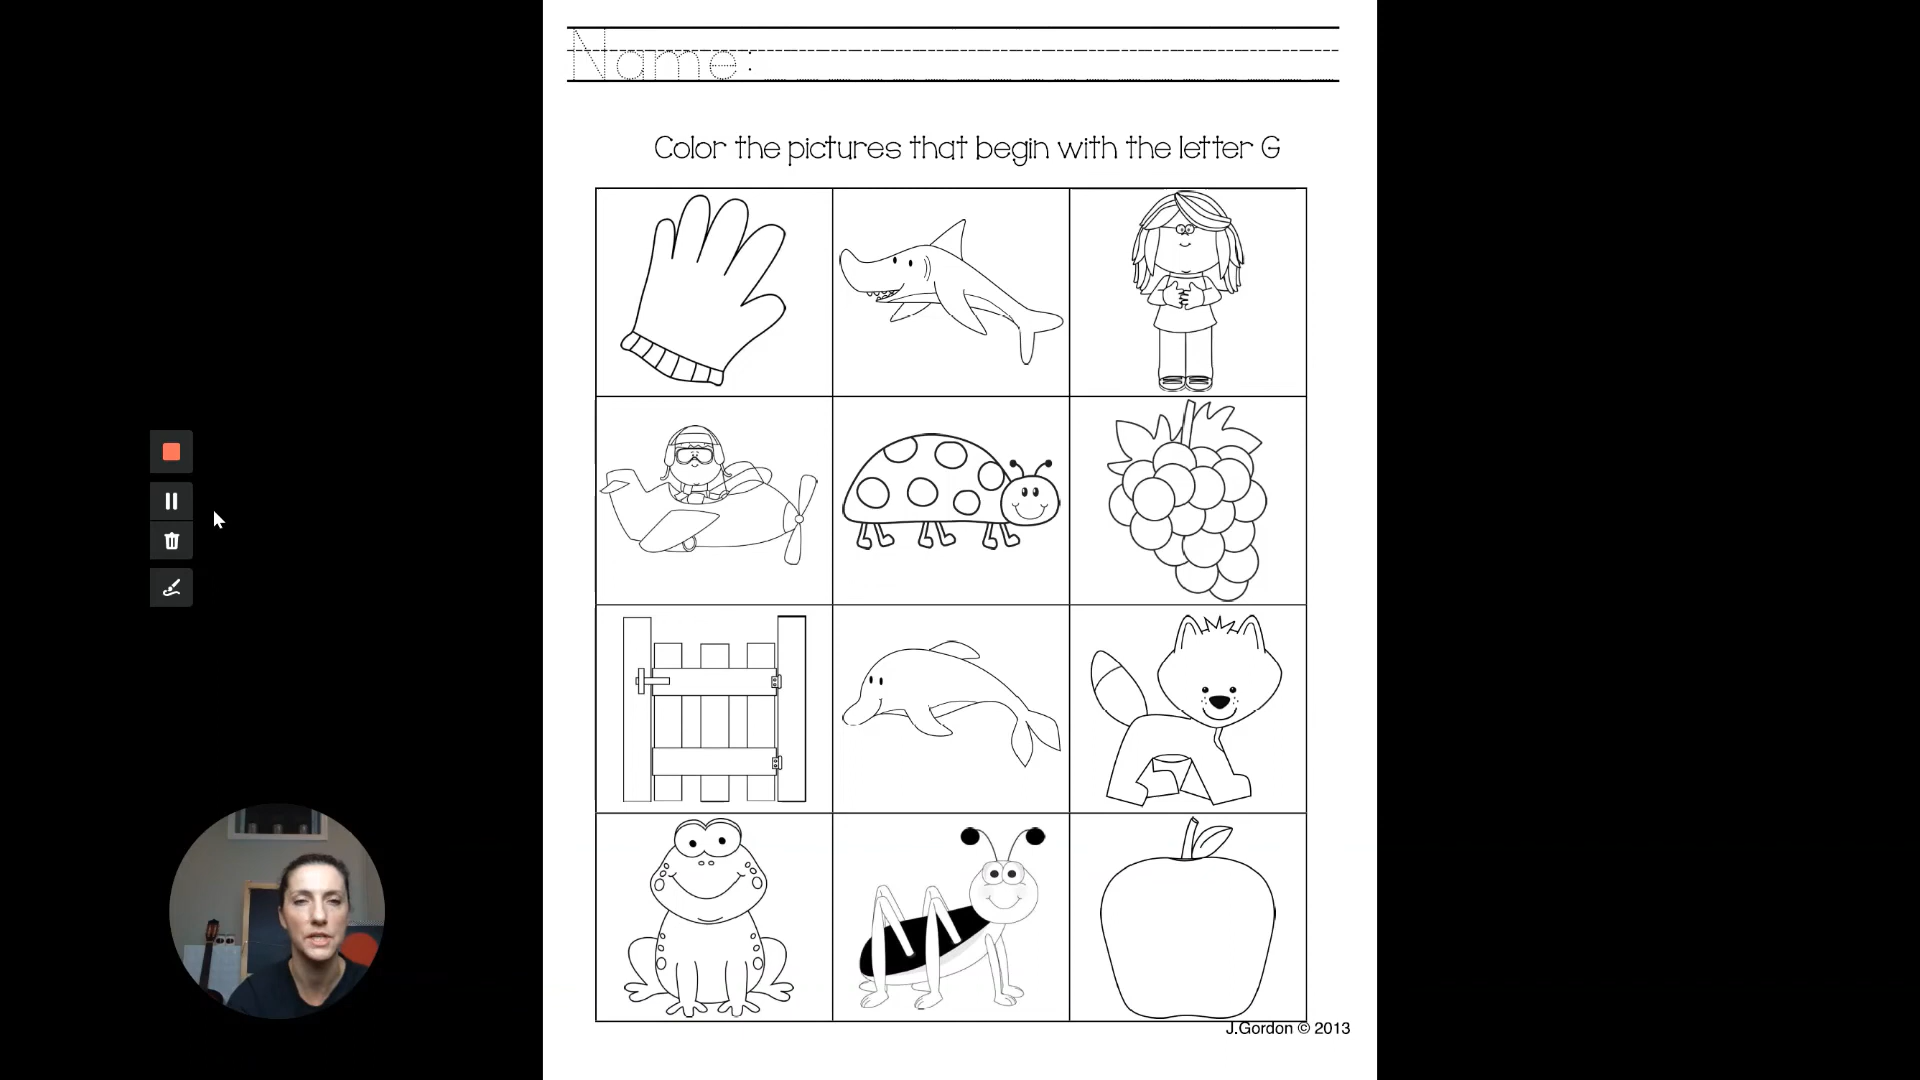 Name:
Color the pictures that begin with the letter G
J.Gordon © 2013